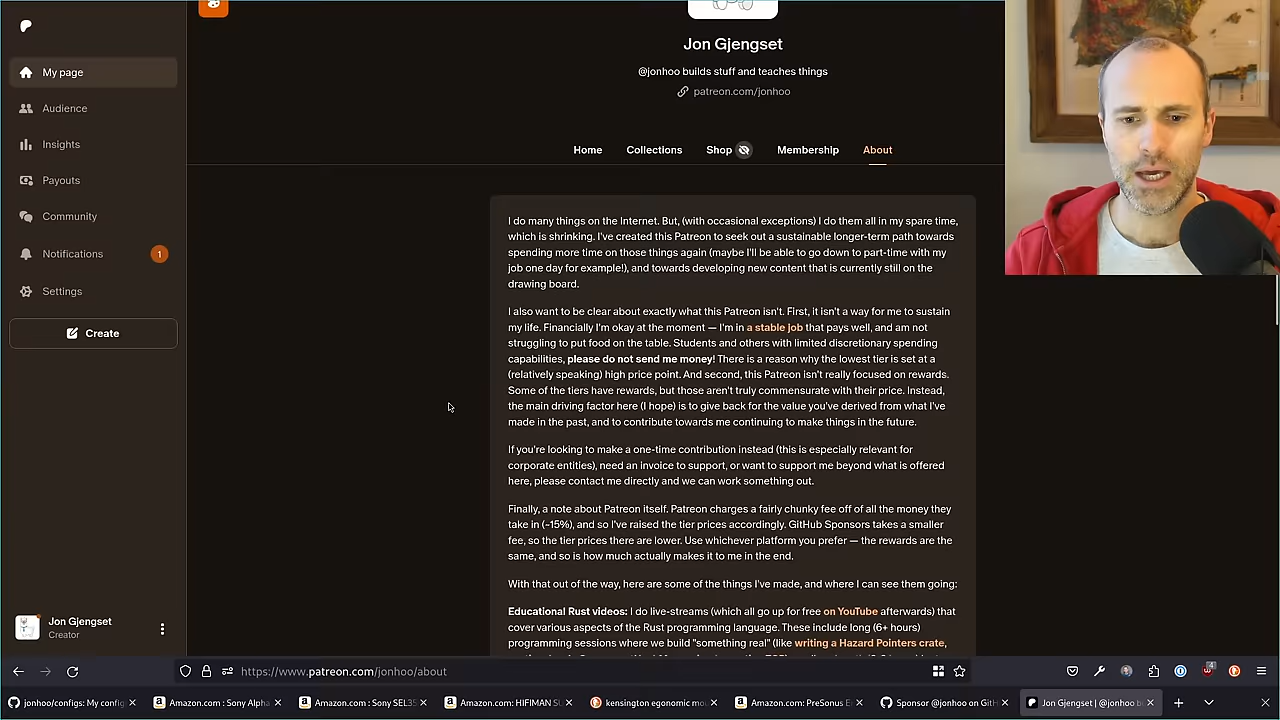 Jon Gjengset
@jonhoo builds stuff and teaches things
patreon.com/jonhoo
My page
Audience
Insights
Payouts
Community
Notifications 1
Settings
Create
Home Collections Shop Membership About
I do many things on the Internet. But, (with occasional exceptions) I do them all in my spare time,
which is shrinking. I've created this Patreon to seek out a sustainable longer-term path towards
spending more time on those things again (maybe I'll be able to go down to part-time with my
job one day for example!), and towards developing new content that is currently still on the
drawing board.
I also want to be clear about exactly what this Patreon isn't. First, it isn't a way for me to sustain
my life. Financially I'm okay at the moment — I'm in a stable job that pays well, and am not
struggling to put food on the table. Students and others with limited discretionary spending
capabilities, please do not send me money! There is a reason why the lowest tier is set at a
(relatively speaking) high price point. And second, this Patreon isn't really focused on rewards.
Some of the tiers have rewards, but those aren't truly commensurate with their price. Instead,
the main driving factor here (I hope) is to give back for the value you've derived from what I've
made in the past, and to contribute towards me continuing to make things in the future.
If you're looking to make a one-time contribution instead (this is especially relevant for
corporate entities), need an invoice to support, or want to support me beyond what is offered
here, please contact me directly and we can work something out.
Finally, a note about Patreon itself. Patreon charges a fairly chunky fee off of all the money they
take in (~15%), and so I've raised the tier prices accordingly. GitHub Sponsors takes a smaller
fee, so the tier prices there are lower. Use whichever platform you prefer — the rewards are the
same, and so is how much actually makes it to me in the end.
With that out of the way, here are some of the things I've made, and where I can see them going:
Educational Rust videos: I do live-streams (which all go up for free on YouTube afterwards) that
cover various aspects of the Rust programming language. These include long (6+ hours)
programming sessions where we build "something real" (like writing a Hazard Pointers crate,
Jon Gjengset
Creator
https://www.patreon.com/jonhoo/about
4
jonhoo/configs: My config
Amazon.com : Sony Alpha
Amazon.com : Sony SEL35
Amazon.com: HIFIMAN SU
kensington egonomic mo
Amazon.com: PreSonus E
Sponsor @jonhoo on GitH
Jon Gjengset | @jonhoo b